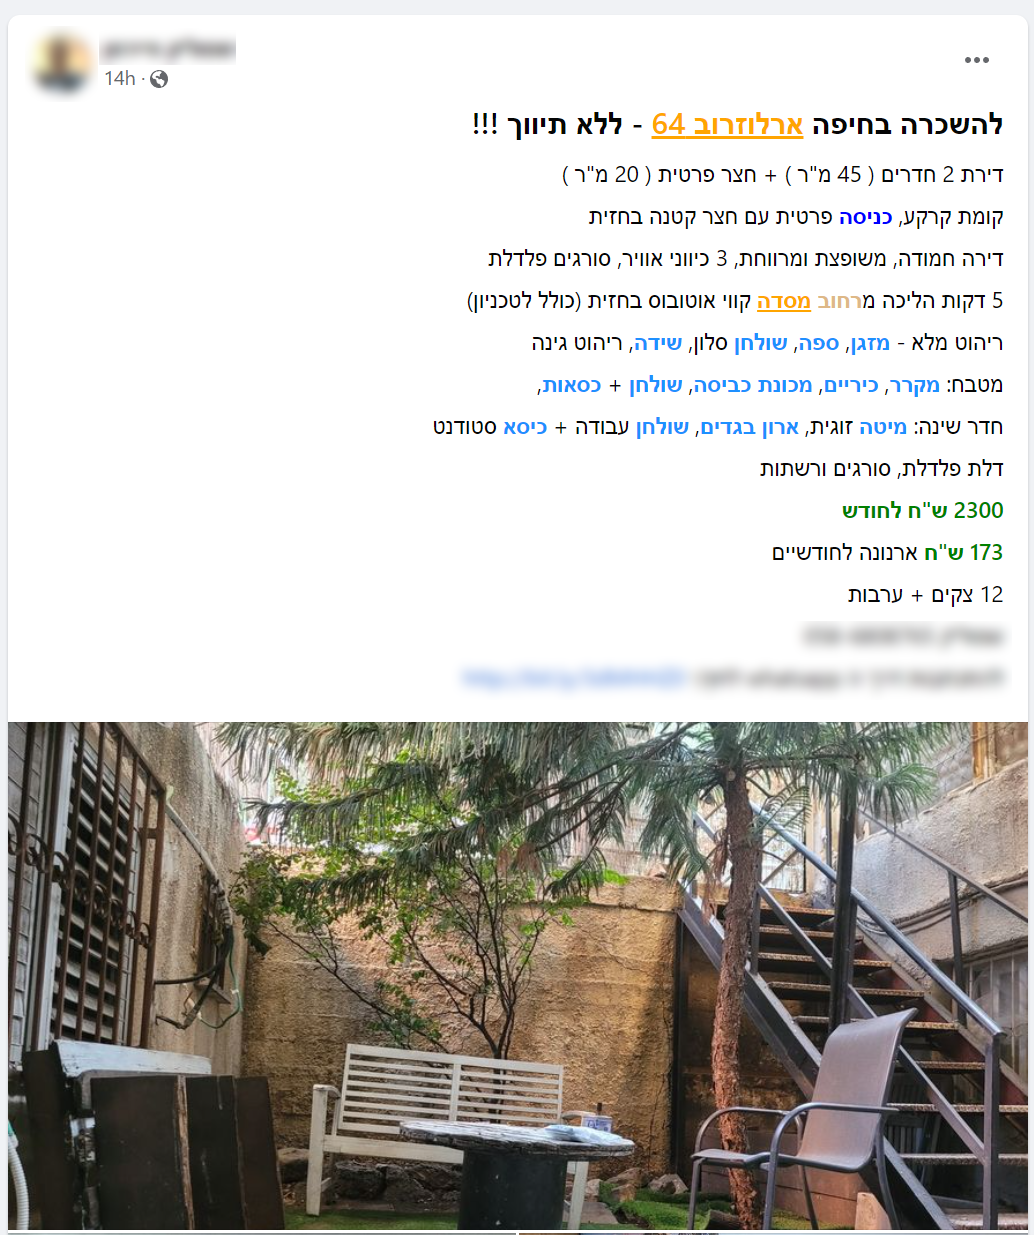 14h ·
להשכרה בחיפה ארלוזרוב 64 - ללא תיווך !!!
דירת 2 חדרים ( 45 מ"ר ) + חצר פרטית ( 20 מ"ר )
קומת קרקע, כניסה פרטית עם חצר קטנה בחזית
דירה חמודה, משופצת ומרווחת, 3 כיווני אוויר, סורגים פלדלת
5 דקות הליכה מרחוב מסדה קווי אוטובוס בחזית (כולל לטכניון)
ריהוט מלא - מזגן, ספה, שולחן סלון, שידה, ריהוט גינה
מטבח: מקרר, כיריים, מכונת כביסה, שולחן + כסאות,
חדר שינה: מיטה זוגית, ארון בגדים, שולחן עבודה + כיסא סטודנט
דלת פלדלת, סורגים ורשתות
2300 ש"ח לחודש
173 ש"ח ארנונה לחודשיים
12 צקים + ערבות